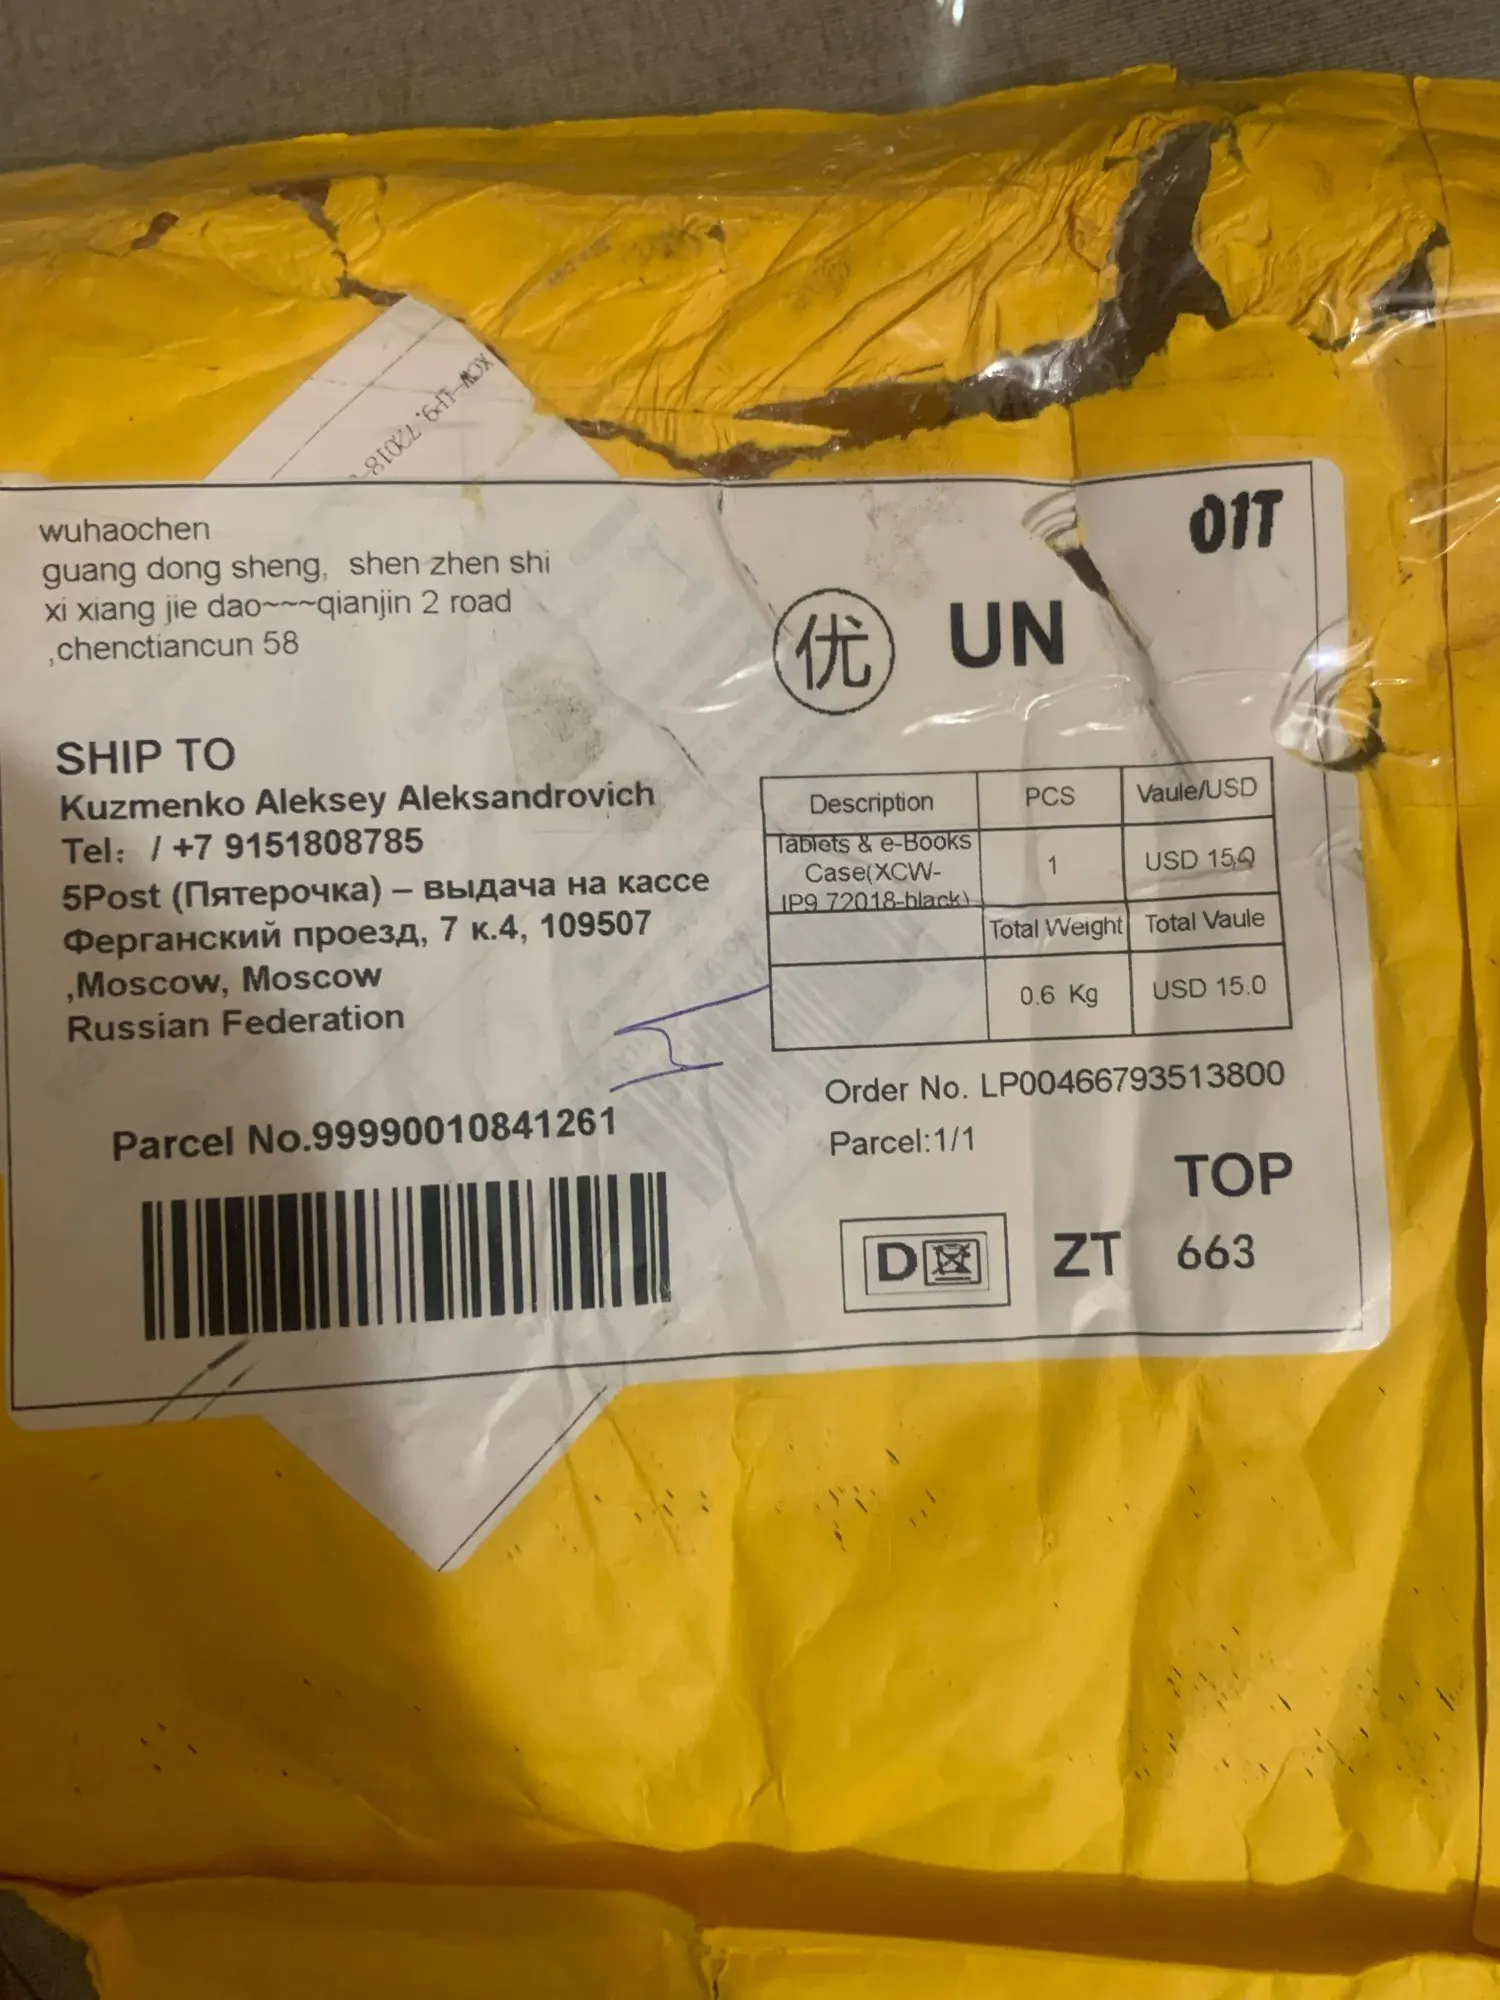 XCW-IP9.72018-
wuhaochen
guang dong sheng, shen zhen shi
xi xiang jie dao~~~qianjin 2 road
,chenctiancun 58
01T
优 UN
SHIP TO
Kuzmenko Aleksey Aleksandrovich
Tel: / +7 9151808785
5Post (Пятерочка) – выдача на кассе
Ферганский проезд, 7 к.4, 109507
,Moscow, Moscow
Russian Federation
Description PCS Vaule/USD
Tablets & e-Books
Case(XCW-
IP9.72018-black)
1 USD 15.0
Total Weight Total Vaule
0.6 Kg USD 15.0
Parcel No.99990010841261
Order No. LP00466793513800
Parcel:1/1
TOP
D ZT 663